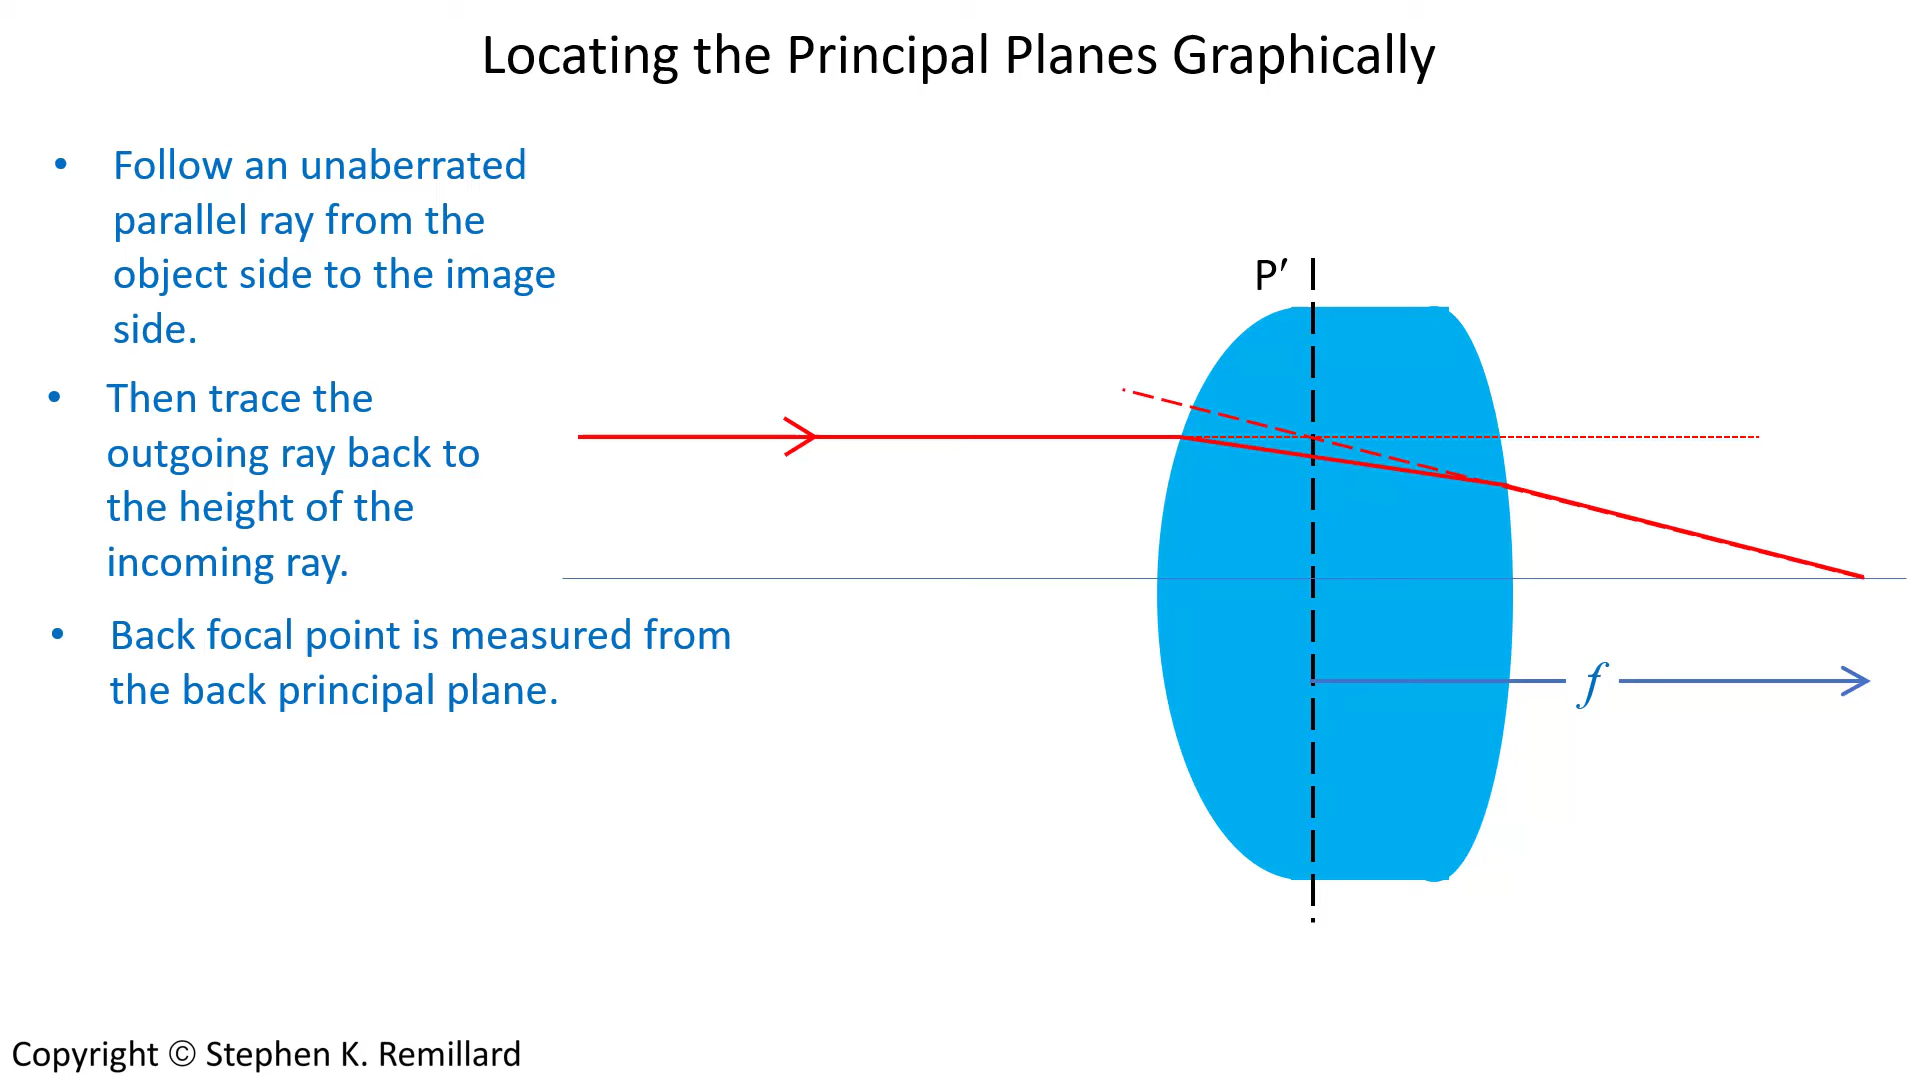 Locating the Principal Planes Graphically
• Follow an unaberrated
parallel ray from the
object side to the image
side.
• Then trace the
outgoing ray back to
the height of the
incoming ray.
• Back focal point is measured from
the back principal plane.
P′
f
Copyright © Stephen K. Remillard